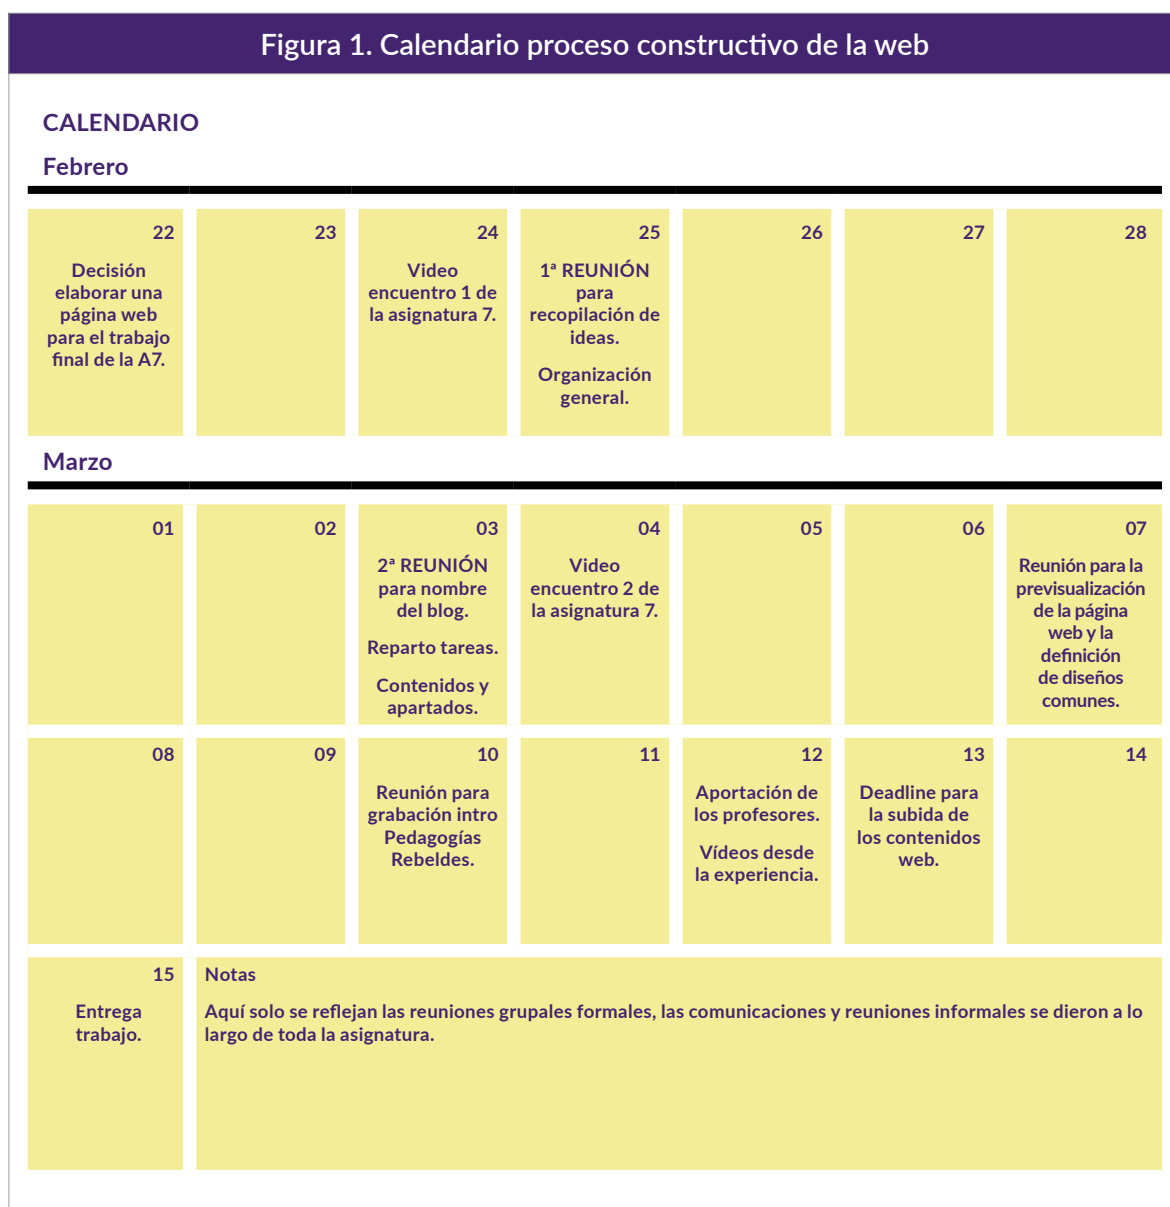 Figura 1. Calendario proceso constructivo de la web
CALENDARIO
Febrero
22
Decisión
elaborar una
página web
para el trabajo
final de la A7.
23
24
Video
encuentro 1 de
la asignatura 7.
25
1ª REUNIÓN
para
recopilación de
ideas.
Organización
general.
26
27
28
Marzo
01
02
03
2ª REUNIÓN
para nombre
del blog.
Reparto tareas.
Contenidos y
apartados.
04
Video
encuentro 2 de
la asignatura 7.
05
06
07
Reunión para la
previsualización
de la página
web y la
definición
de diseños
comunes.
08
09
10
Reunión para
grabación intro
Pedagogías
Rebeldes.
11
12
Aportación de
los profesores.
Vídeos desde
la experiencia.
13
Deadline para
la subida de
los contenidos
web.
14
15
Entrega
trabajo.
Notas
Aquí solo se reflejan las reuniones grupales formales, las comunicaciones y reuniones informales se dieron a lo
largo de toda la asignatura.